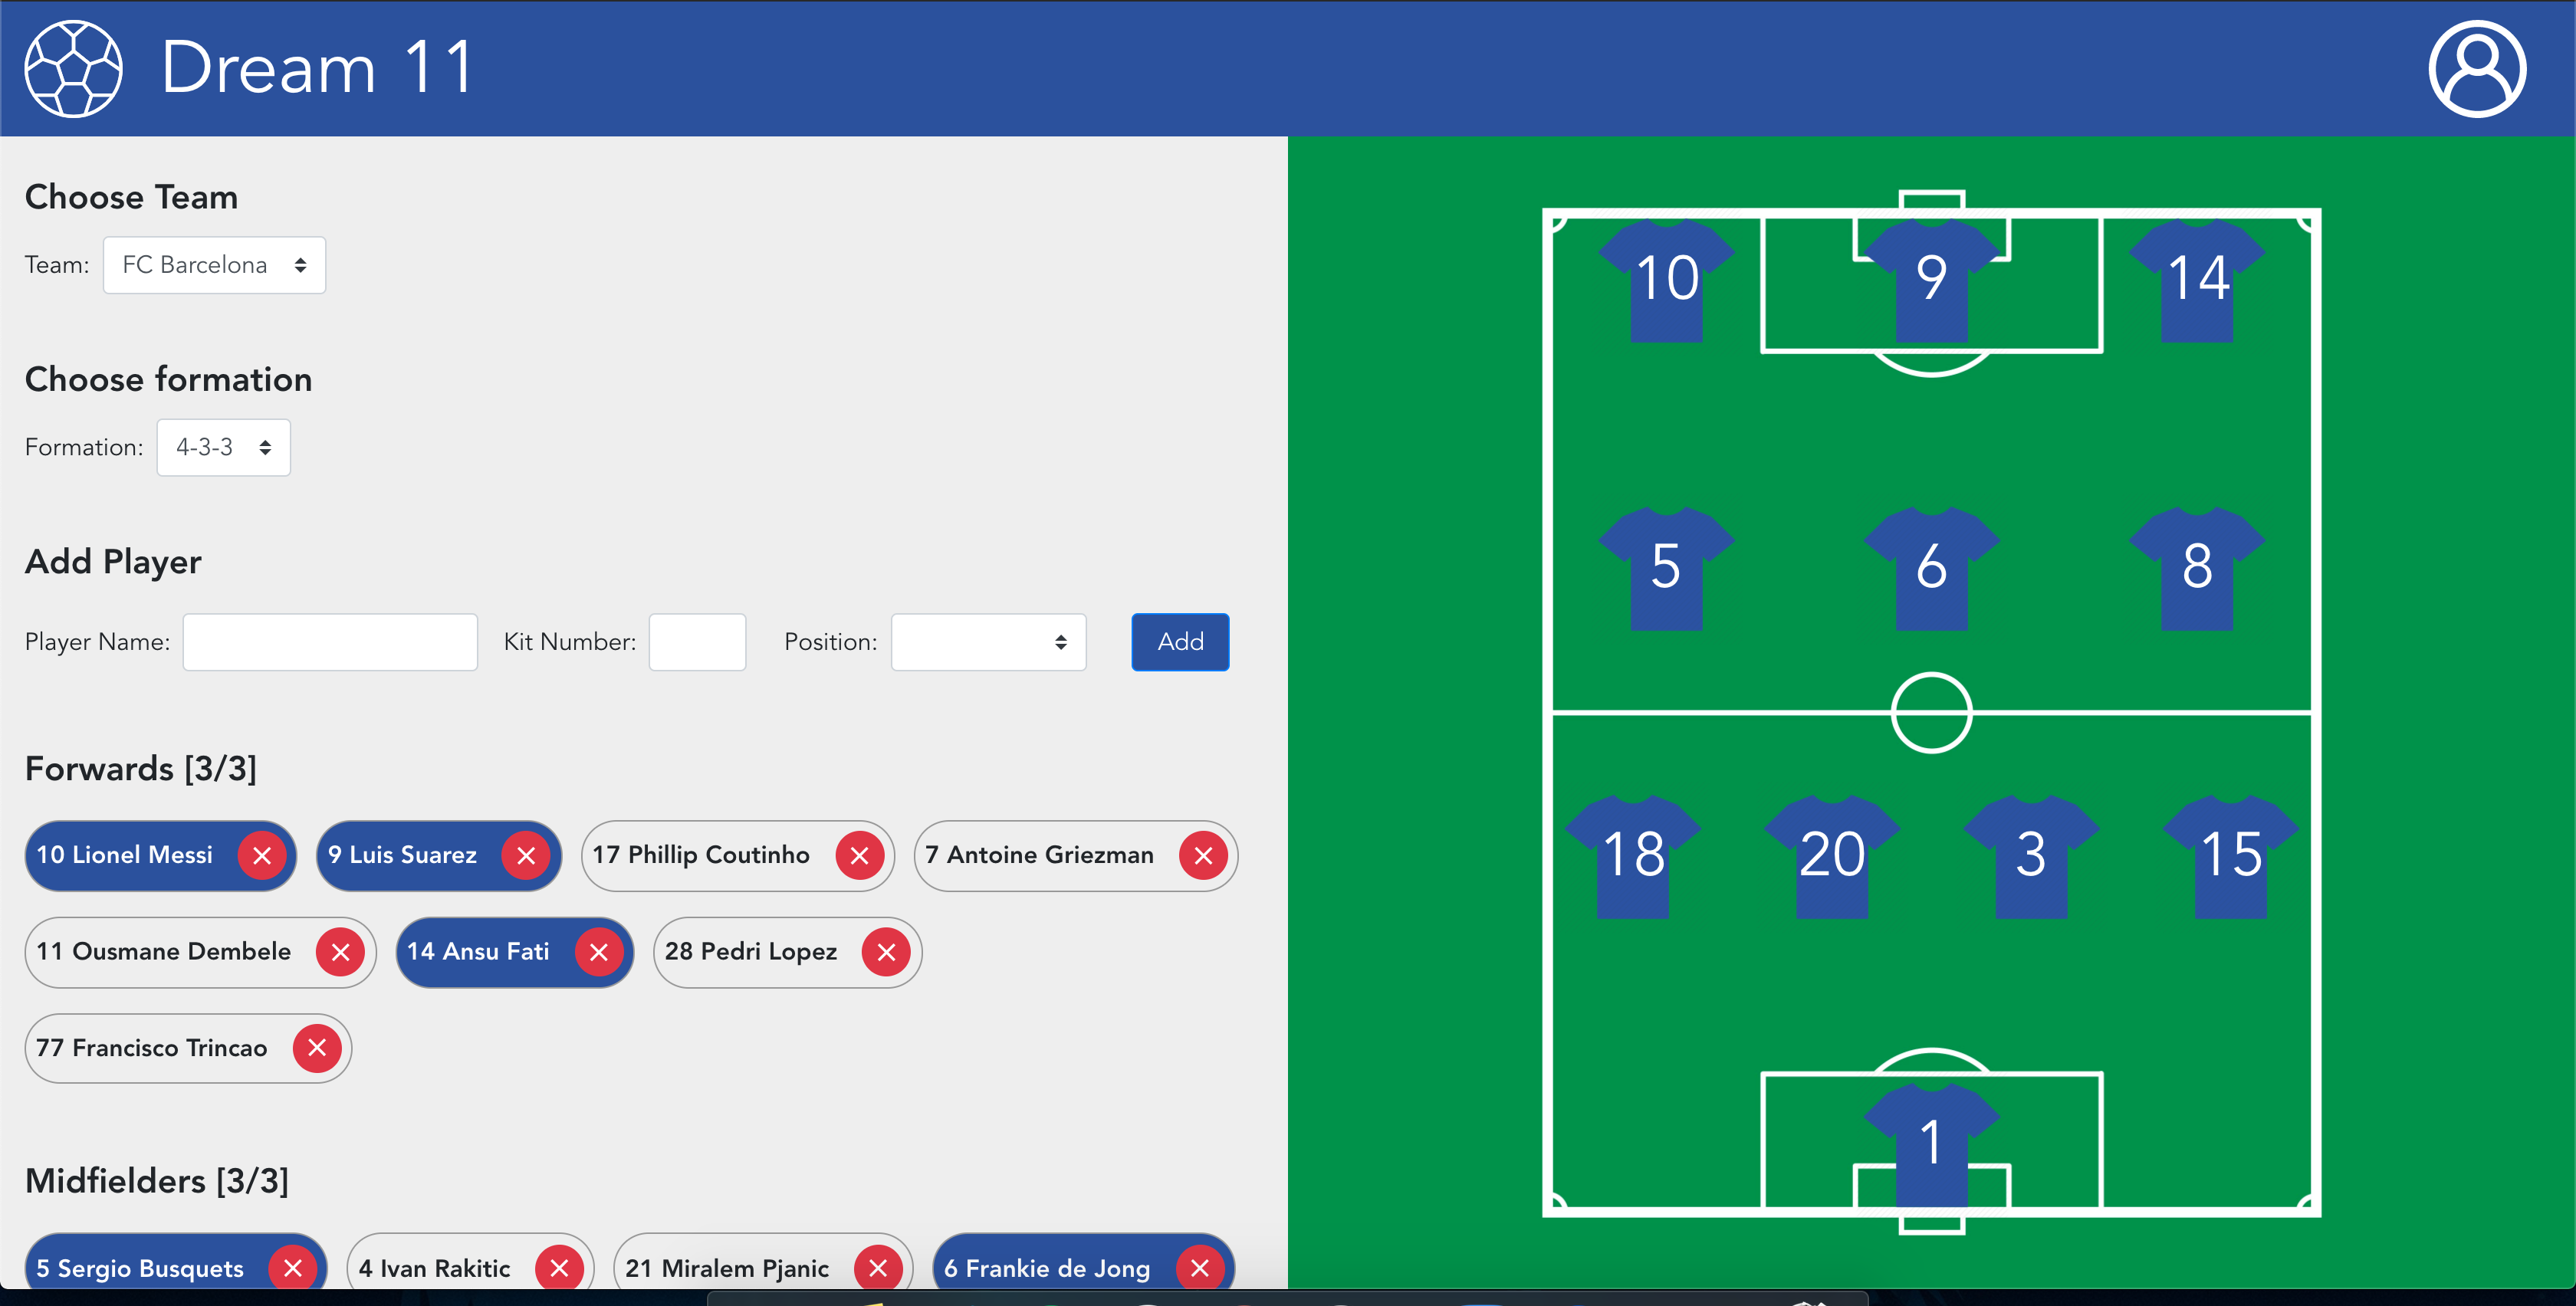 Dream 11
Choose Team
Team: FC Barcelona
Choose formation
Formation: 4-3-3
Add Player
Player Name: Kit Number: Position: Add
Forwards [3/3]
10 Lionel Messi 9 Luis Suarez 17 Phillip Coutinho 7 Antoine Griezman
11 Ousmane Dembele 14 Ansu Fati 28 Pedri Lopez
77 Francisco Trincao
Midfielders [3/3]
5 Sergio Busquets 4 Ivan Rakitic 21 Miralem Pjanic 6 Frankie de Jong
10 9 14
5 6 8
18 20 3 15
1